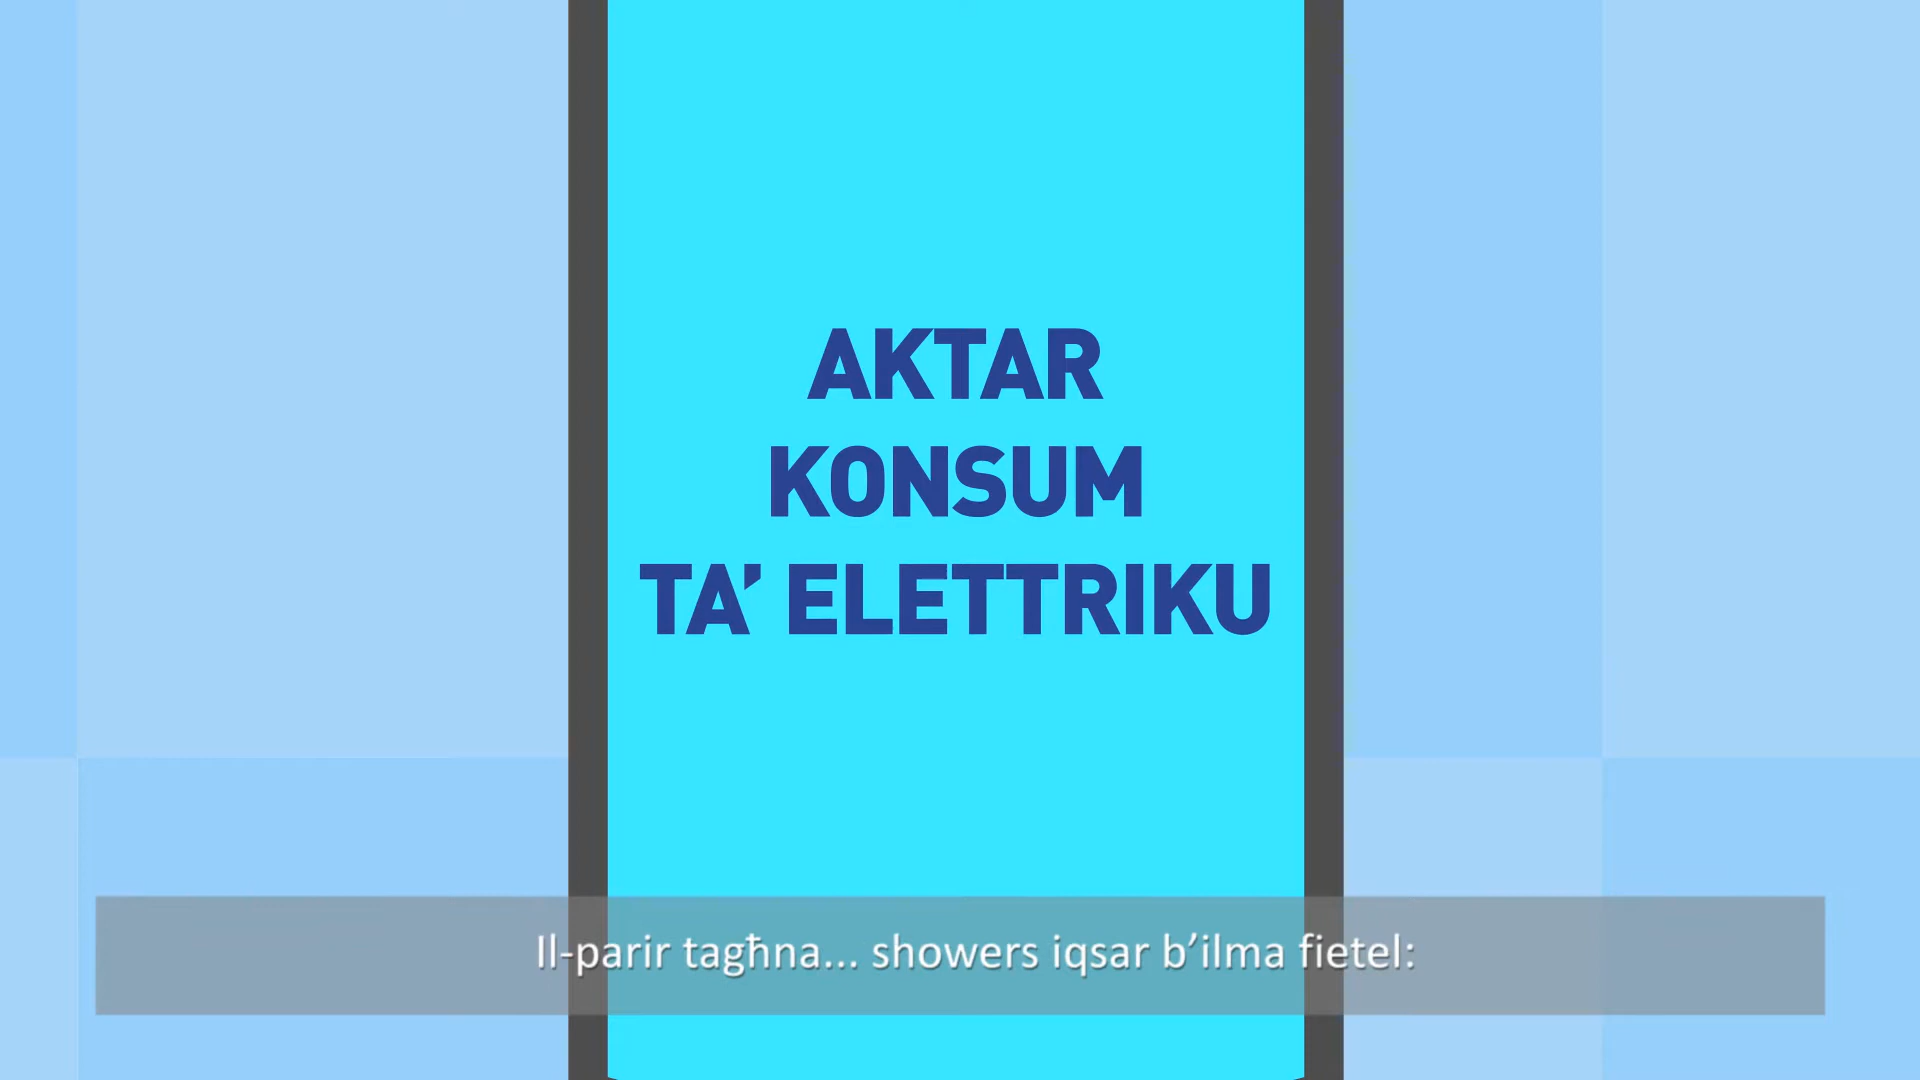 AKTAR
KONSUM
TA’ ELETTRIKU
Il-parir tagħna... showers iqsar b’ilma fietel: